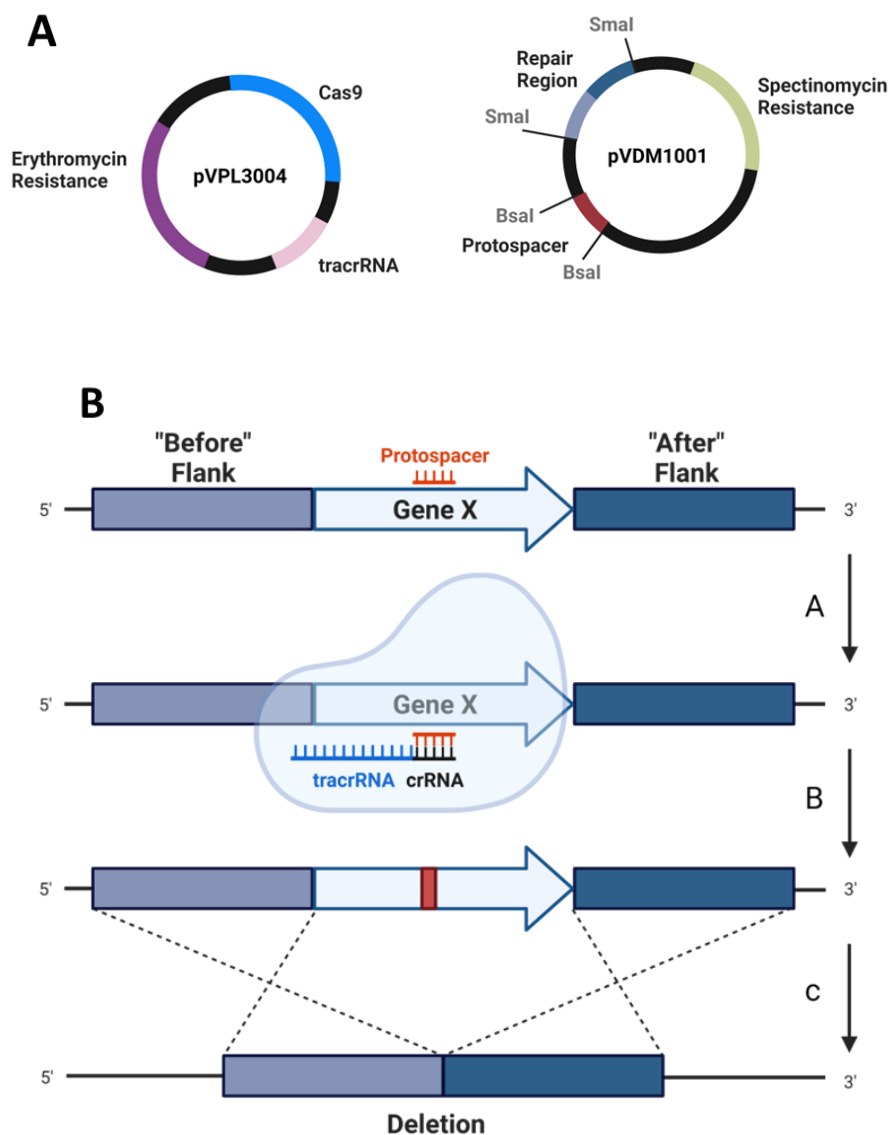 A
Cas9
Erythromycin
Resistance
pVPL3004
tracrRNA
SmaI
Repair
Region
Spectinomycin
Resistance
SmaI
pVDM1001
BsaI
Protospacer
BsaI
B
"Before"
Flank
Protospacer
"After"
Flank
5'
Gene X
3'
A
5'
Gene X
3'
tracrRNA crRNA
B
5'
3'
c
5'
3'
Deletion